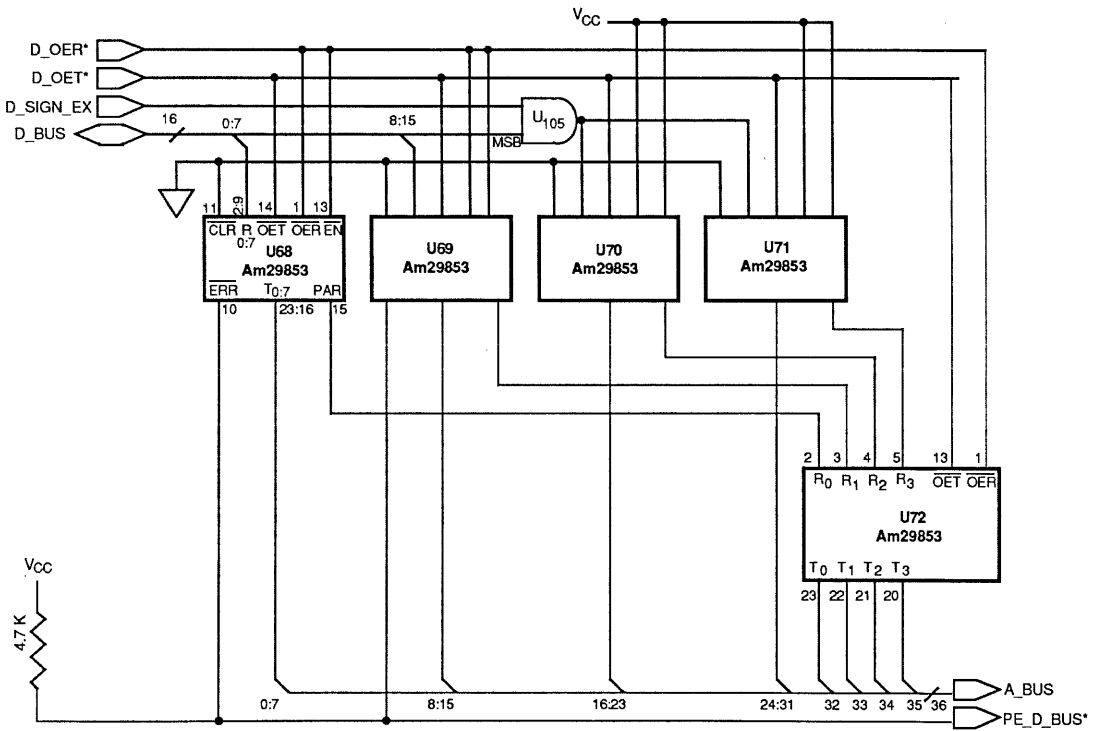 VCC
D_OER*
D_OET*
D_SIGN_EX
D_BUS
16
0:7
8:15
U105
MSB
11 2:9 14 1 13
CLR R OET OER EN
0:7
U68
Am29853
ERR T0:7 PAR
10 23:16 15
U69
Am29853
U70
Am29853
U71
Am29853
2 3 4 5 13 1
R0 R1 R2 R3 OET OER
U72
Am29853
T0 T1 T2 T3
23 22 21 20
VCC
4.7 K
0:7 8:15 16:23 24:31 32 33 34 35 36
A_BUS
PE_D_BUS*